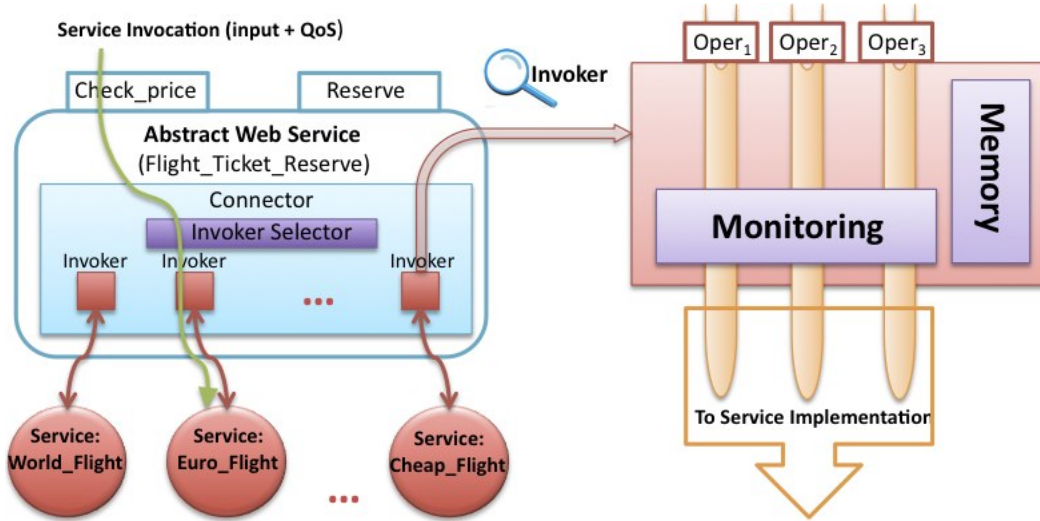 Service Invocation (input + QoS)
Check_price
Reserve
Abstract Web Service
(Flight_Ticket_Reserve)
Connector
Invoker Selector
Invoker
Invoker
Invoker
...
Service:
World_Flight
Service:
Euro_Flight
...
Service:
Cheap_Flight
Invoker
Oper1
Oper2
Oper3
Memory
Monitoring
To Service Implementation